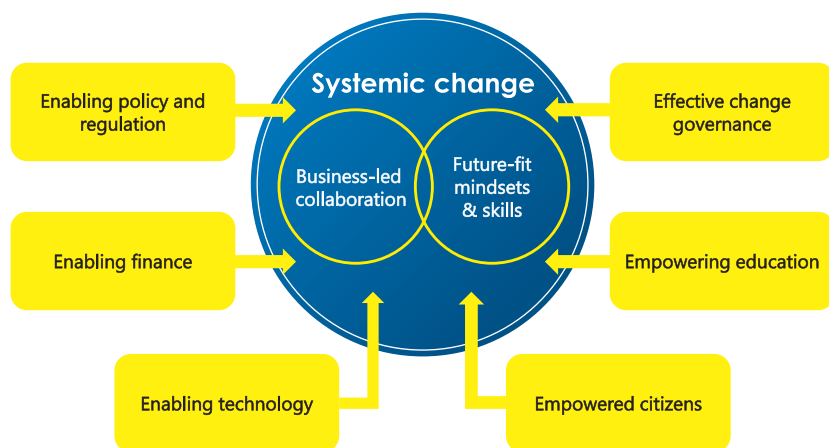 Systemic change
Enabling policy and
regulation
Effective change
governance
Business-led
collaboration
Future-fit
mindsets
& skills
Enabling finance
Empowering education
Enabling technology
Empowered citizens